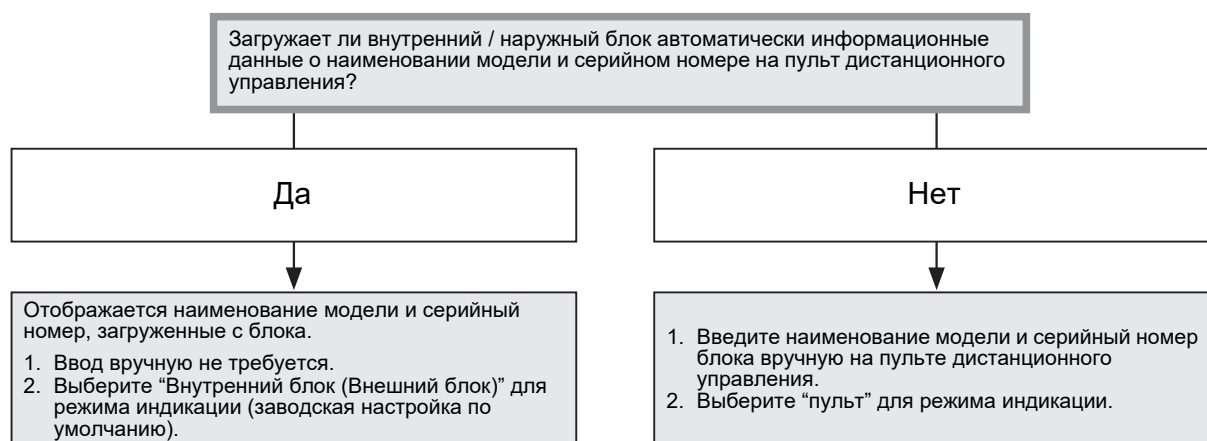 Загружает ли внутренний / наружный блок автоматически информационные
данные о наименовании модели и серийном номере на пульт дистанционного
управления?
Да
Нет
Отображается наименование модели и серийный
номер, загруженные с блока.
1. Ввод вручную не требуется.
2. Выберите “Внутренний блок (Внешний блок)” для
режима индикации (заводская настройка по
умолчанию).
1. Введите наименование модели и серийный номер
блока вручную на пульте дистанционного
управления.
2. Выберите “пульт” для режима индикации.